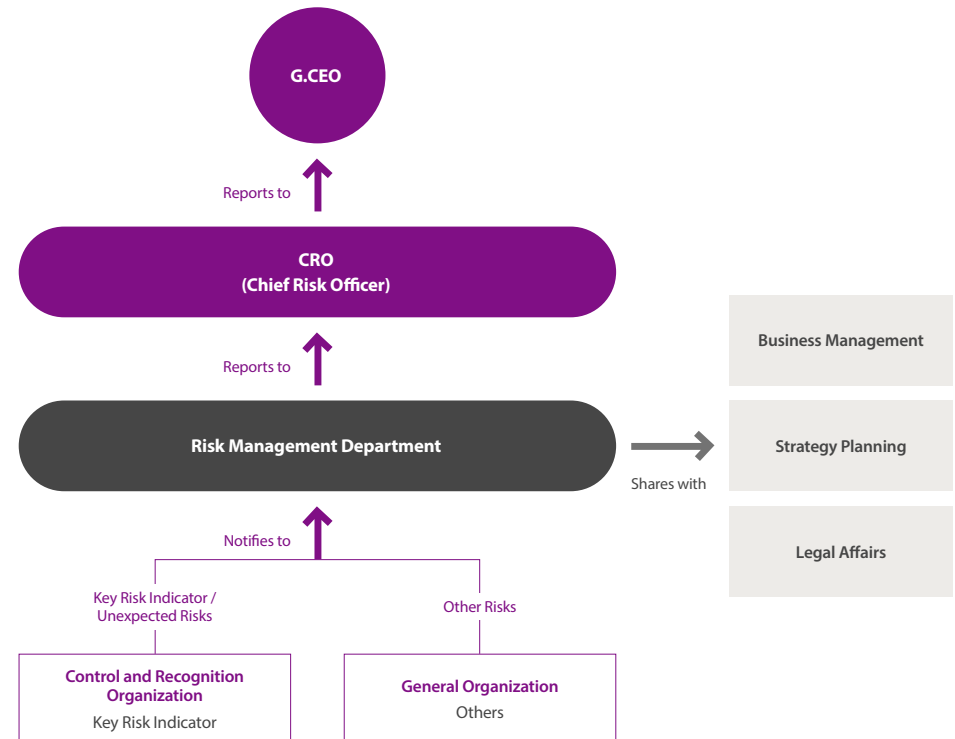 G.CEO
Reports to
CRO
(Chief Risk Officer)
Reports to
Risk Management Department
Shares with
Business Management
Strategy Planning
Legal Affairs
Notifies to
Key Risk Indicator /
Unexpected Risks
Other Risks
Control and Recognition
Organization
Key Risk Indicator
General Organization
Others